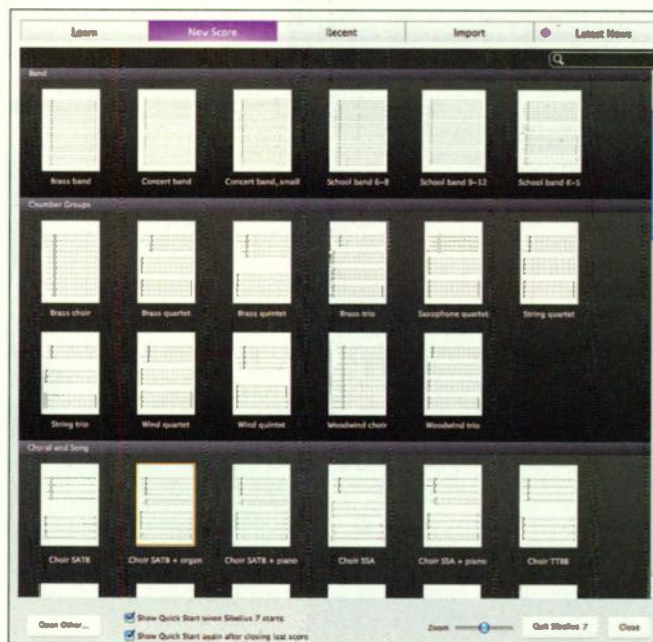 Learn New Score Recent Import Latest News
Band
Brass band Concert band Concert band, small School band 6–8 School band 9–12 School band K–5
Chamber Groups
Brass choir Brass quartet Brass quintet Brass trio Saxophone quartet String quartet
String trio Wind quartet Wind quintet Woodwind choir Woodwind trio
Choral and Song
Choir SATB Choir SATB + organ Choir SATB + piano Choir SSA Choir SSA + piano Choir TTBB
Open Other... Show Quick Start when Sibelius 7 starts Zoom Quit Sibelius 7 Close
Show Quick Start again after closing last score